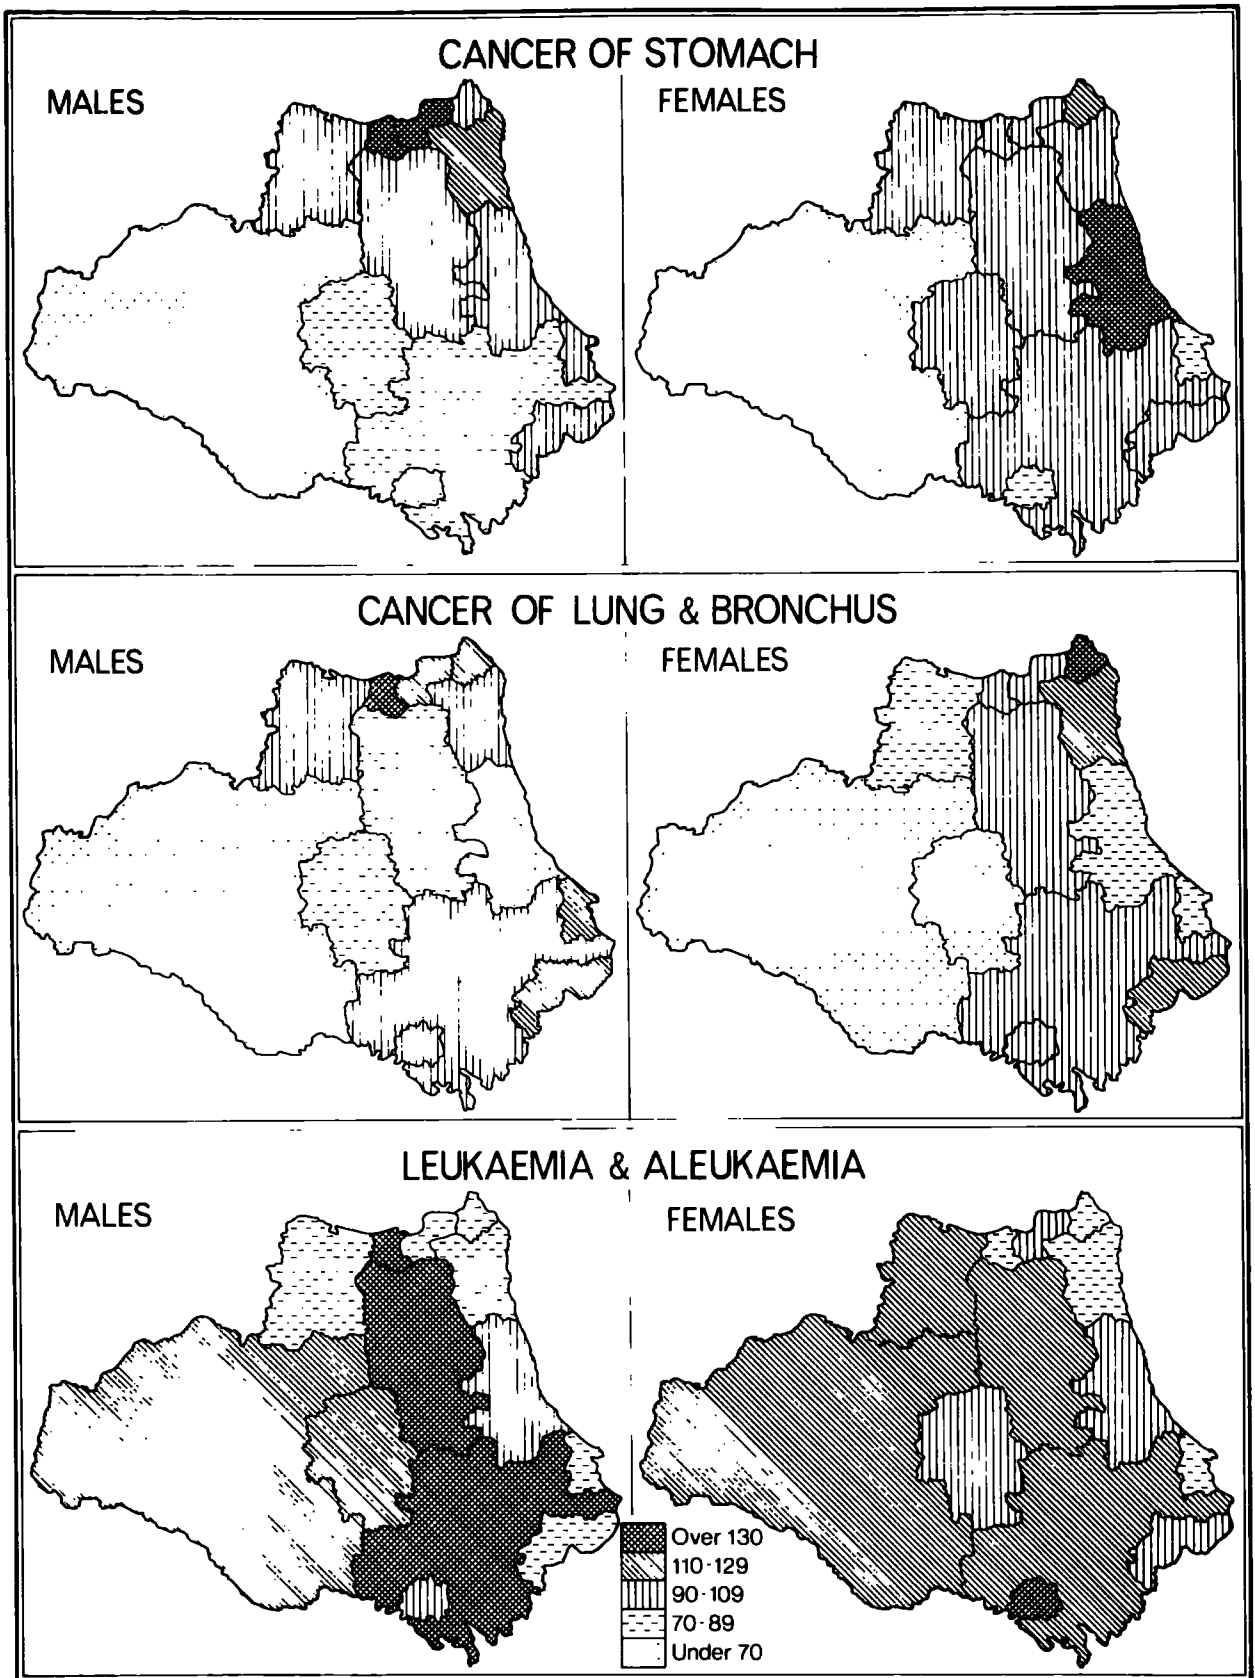 CANCER OF STOMACH
MALES
FEMALES
CANCER OF LUNG & BRONCHUS
MALES
FEMALES
LEUKAEMIA & ALEUKAEMIA
MALES
FEMALES
Over 130
110-129
90-109
70-89
Under 70